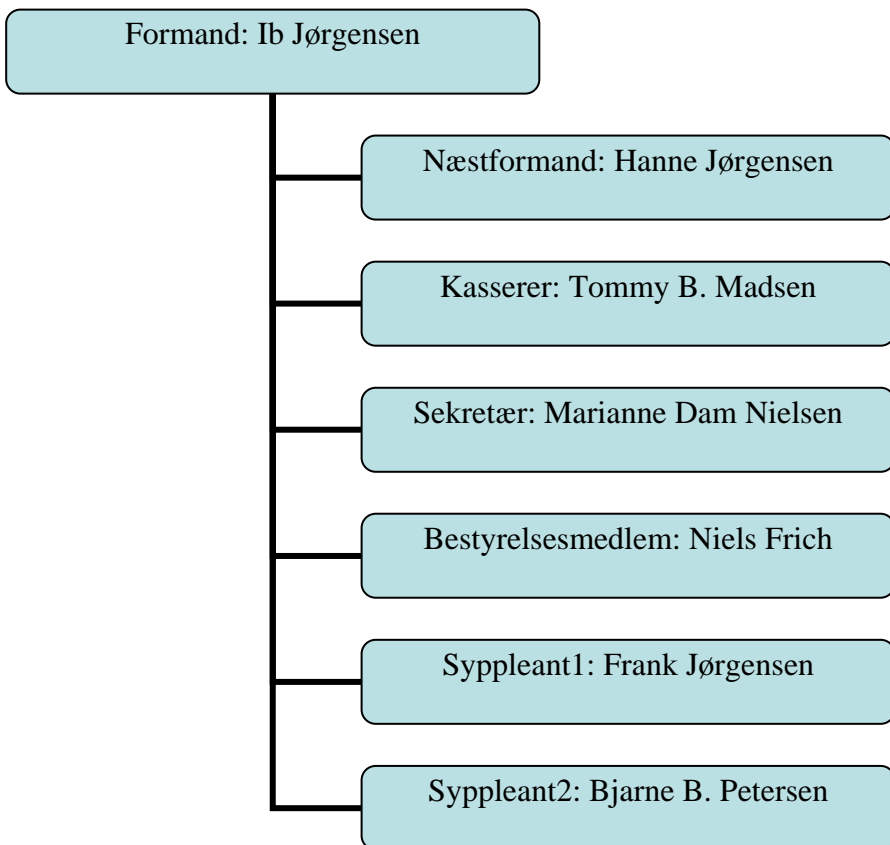 Formand: Ib Jørgensen
Næstformand: Hanne Jørgensen
Kasserer: Tommy B. Madsen
Sekretær: Marianne Dam Nielsen
Bestyrelsesmedlem: Niels Frich
Syppleant1: Frank Jørgensen
Syppleant2: Bjarne B. Petersen